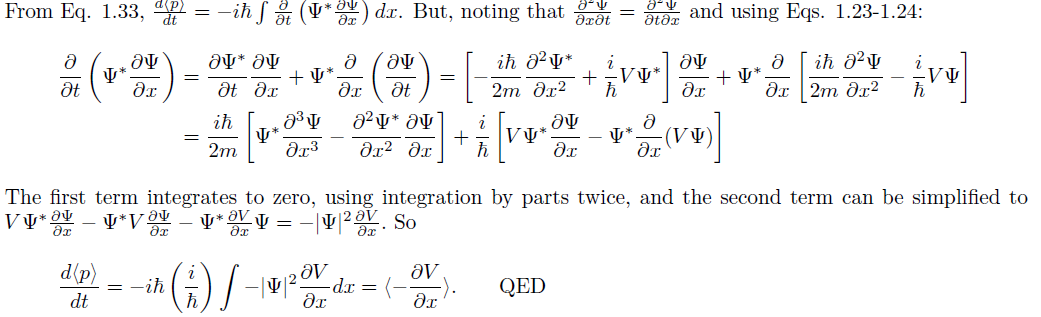 From Eq. 1.33, d⟨p⟩/dt = −iℏ ∫ ∂/∂t (Ψ* ∂Ψ/∂x) dx. But, noting that ∂²Ψ/∂x∂t = ∂²Ψ/∂t∂x and using Eqs. 1.23-1.24:
∂/∂t (Ψ* ∂Ψ/∂x) = ∂Ψ*/∂t ∂Ψ/∂x + Ψ* ∂/∂x (∂Ψ/∂t) = [−iℏ/2m ∂²Ψ*/∂x² + i/ℏ VΨ*] ∂Ψ/∂x + Ψ* ∂/∂x [iℏ/2m ∂²Ψ/∂x² − i/ℏ VΨ]
= iℏ/2m [Ψ* ∂³Ψ/∂x³ − ∂²Ψ*/∂x² ∂Ψ/∂x] + i/ℏ [VΨ* ∂Ψ/∂x − Ψ* ∂/∂x (VΨ)]
The first term integrates to zero, using integration by parts twice, and the second term can be simplified to
VΨ* ∂Ψ/∂x − Ψ*V ∂Ψ/∂x − Ψ* ∂V/∂x Ψ = −|Ψ|² ∂V/∂x. So
d⟨p⟩/dt = −iℏ (i/ℏ) ∫ −|Ψ|² ∂V/∂x dx = ⟨−∂V/∂x⟩. QED